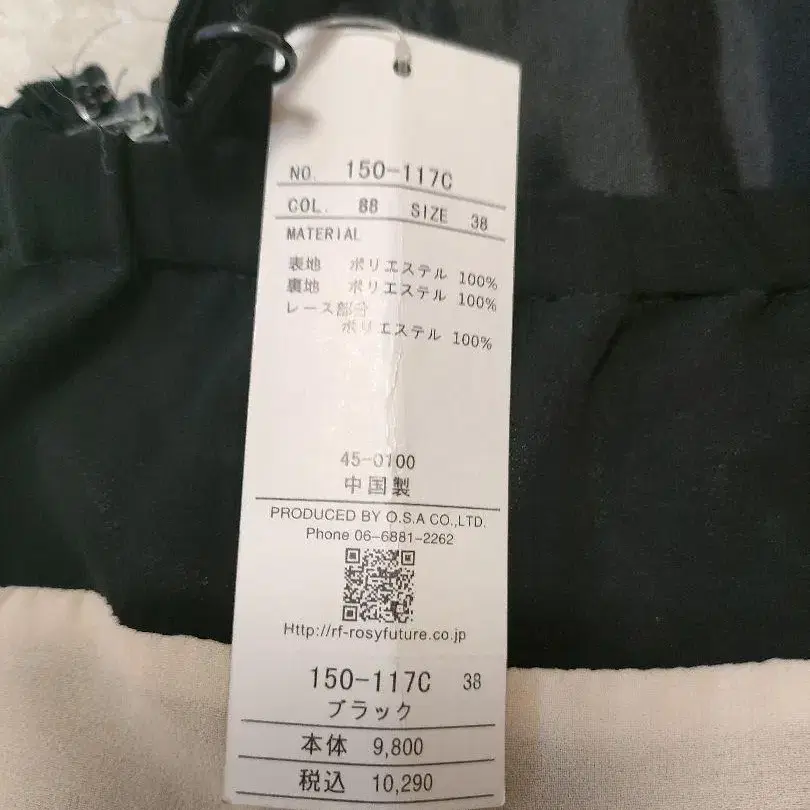 NO. 150-117C
COL. 88 SIZE 38
MATERIAL
表地 ポリエステル 100%
裏地 ポリエステル 100%
レース部分
ポリエステル 100%
45-0100
中国製
PRODUCED BY O.S.A CO.,LTD.
Phone 06-6881-2262
Http://rf-rosyfuture.co.jp
150-117C 38
ブラック
本体 9,800
税込 10,290